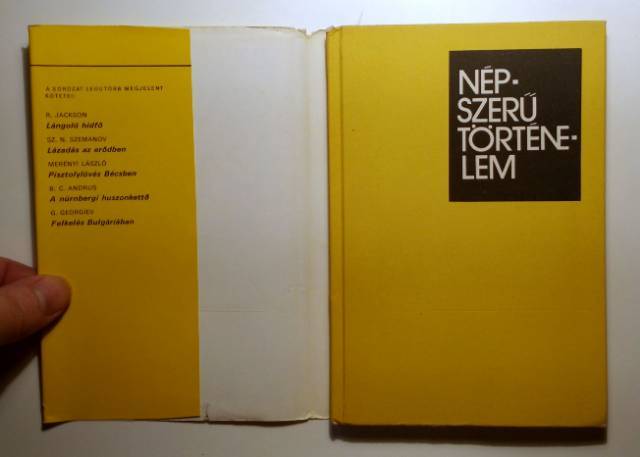 A SOROZAT LEGUTÓBB MEGJELENT
KÖTETEI:
R. JACKSON
Lángoló hídfő
SZ. N. SZEMANOV
Lázadás az erődben
MERÉNYI LÁSZLÓ
Pisztolylövés Bécsben
B. C. ANDRUS
A nürnbergi huszonkettő
G. GEORGIEV
Felkelés Bulgáriában
NÉP-
SZERŰ
TÖRTÉNE-
LEM